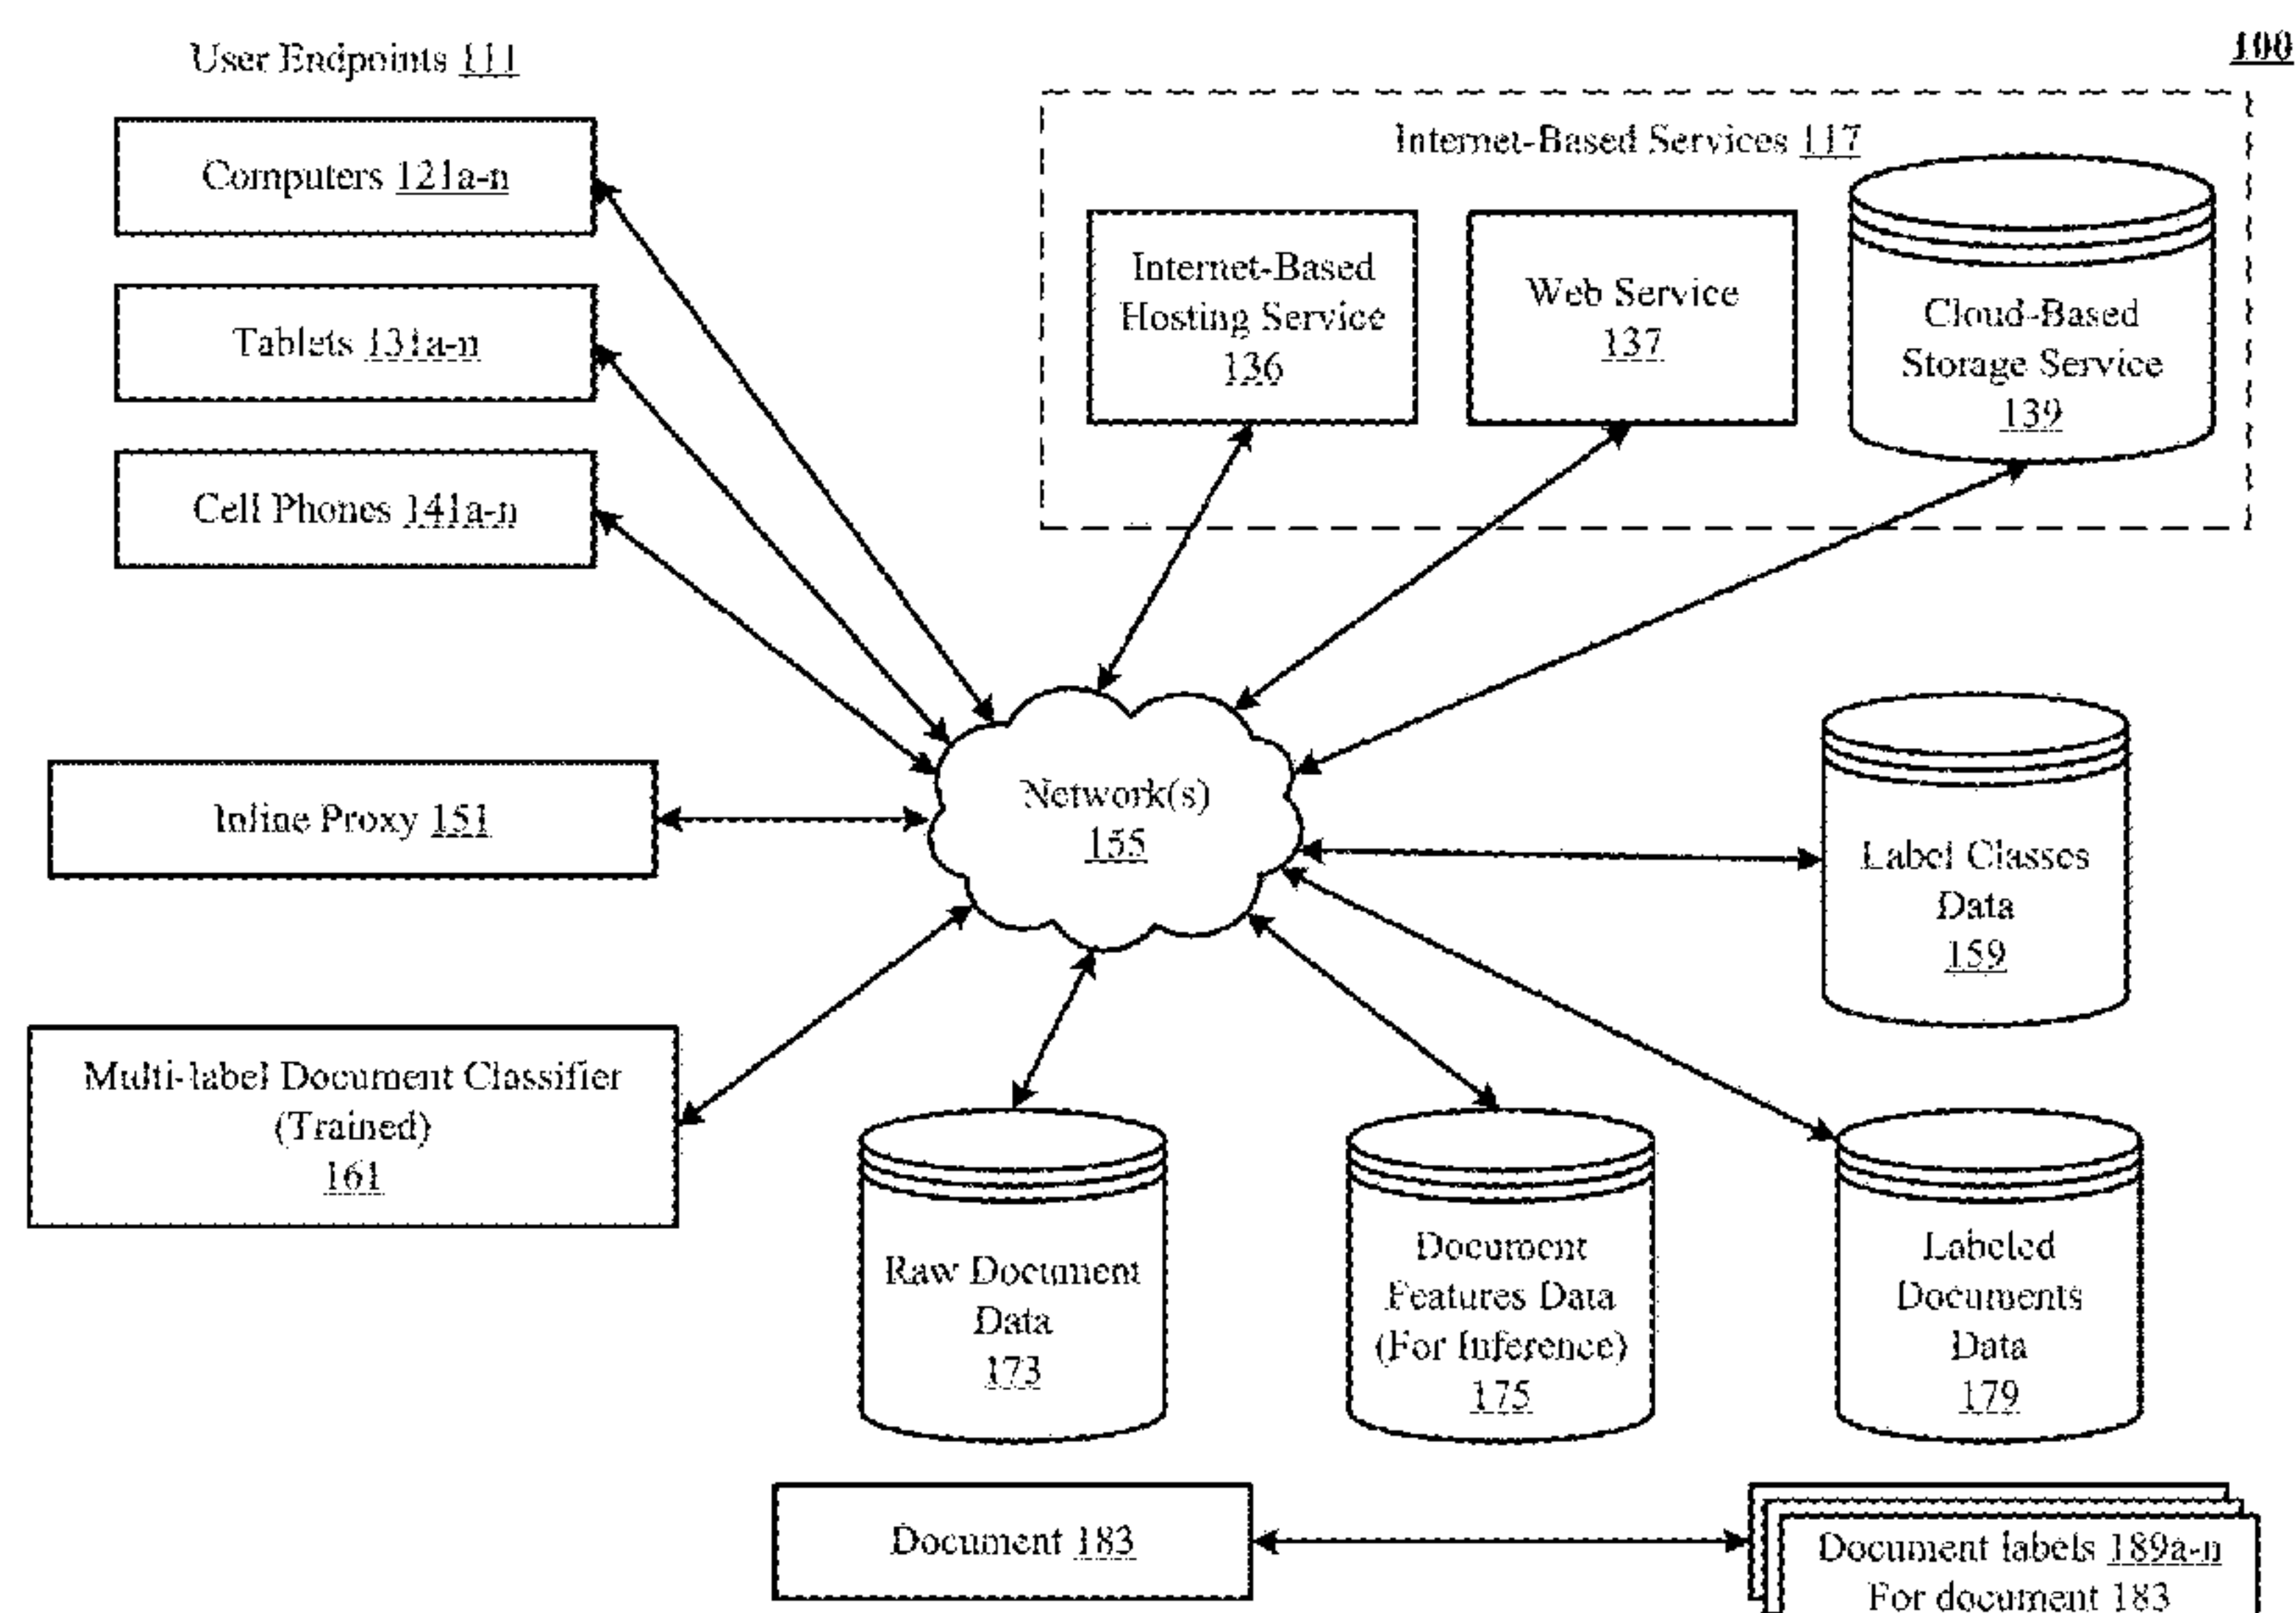 100
User Endpoints 111
Computers 121a-n
Tablets 131a-n
Cell Phones 141a-n
Internet-Based Services 117
Internet-Based
Hosting Service
136
Web Service
137
Cloud-Based
Storage Service
139
Network(s)
155
Inline Proxy 151
Label Classes
Data
159
Multi-label Document Classifier
(Trained)
161
Raw Document
Data
173
Document
Features Data
(For Inference)
175
Labeled
Documents
Data
179
Document 183
Document labels 189a-n
For document 183